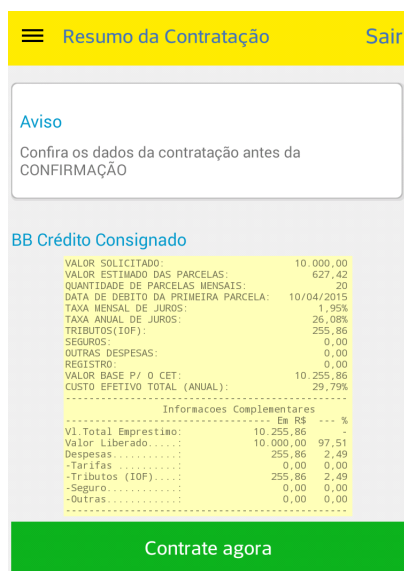 Resumo da Contratação
Sair
Aviso
Confira os dados da contratação antes da
CONFIRMAÇÃO
BB Crédito Consignado
VALOR SOLICITADO: 10.000,00
VALOR ESTIMADO DAS PARCELAS: 627,42
QUANTIDADE DE PARCELAS MENSAIS: 20
DATA DE DEBITO DA PRIMEIRA PARCELA: 10/04/2015
TAXA MENSAL DE JUROS: 1,95%
TAXA ANUAL DE JUROS: 26,08%
TRIBUTOS(IOF): 255,86
SEGUROS: 0,00
OUTRAS DESPESAS: 0,00
REGISTRO: 0,00
VALOR BASE P/ O CET: 10.255,86
CUSTO EFETIVO TOTAL (ANUAL): 29,79%
------------------------------------------------
Informacoes Complementares
--------------------------------- Em R$ --- %
Vl.Total Emprestimo: 10.255,86 -
Valor Liberado.....: 10.000,00 97,51
Despesas...........: 255,86 2,49
-Tarifas ..........: 0,00 0,00
-Tributos (IOF)....: 255,86 2,49
-Seguro............: 0,00 0,00
-Outras............: 0,00 0,00
------------------------------------------------
Contrate agora